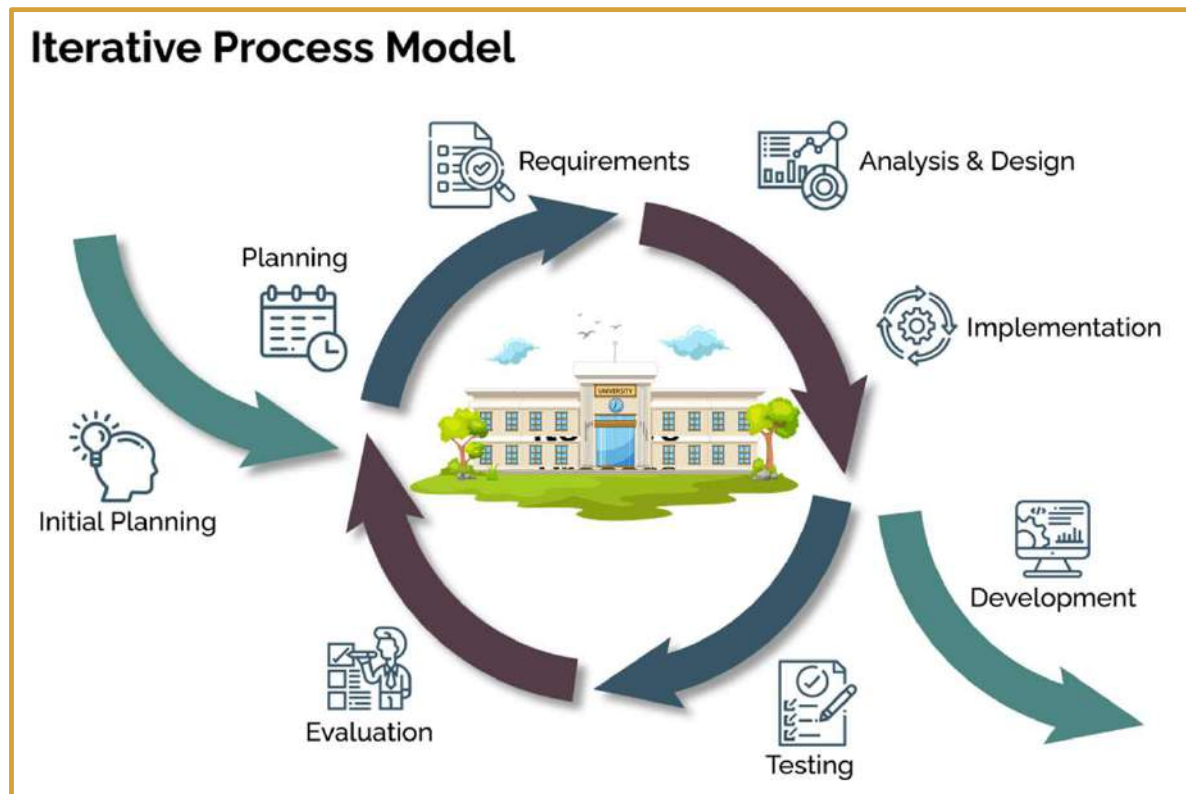 Iterative Process Model
Requirements
Analysis & Design
Planning
Implementation
UNIVERSITY
Initial Planning
Development
Evaluation
Testing